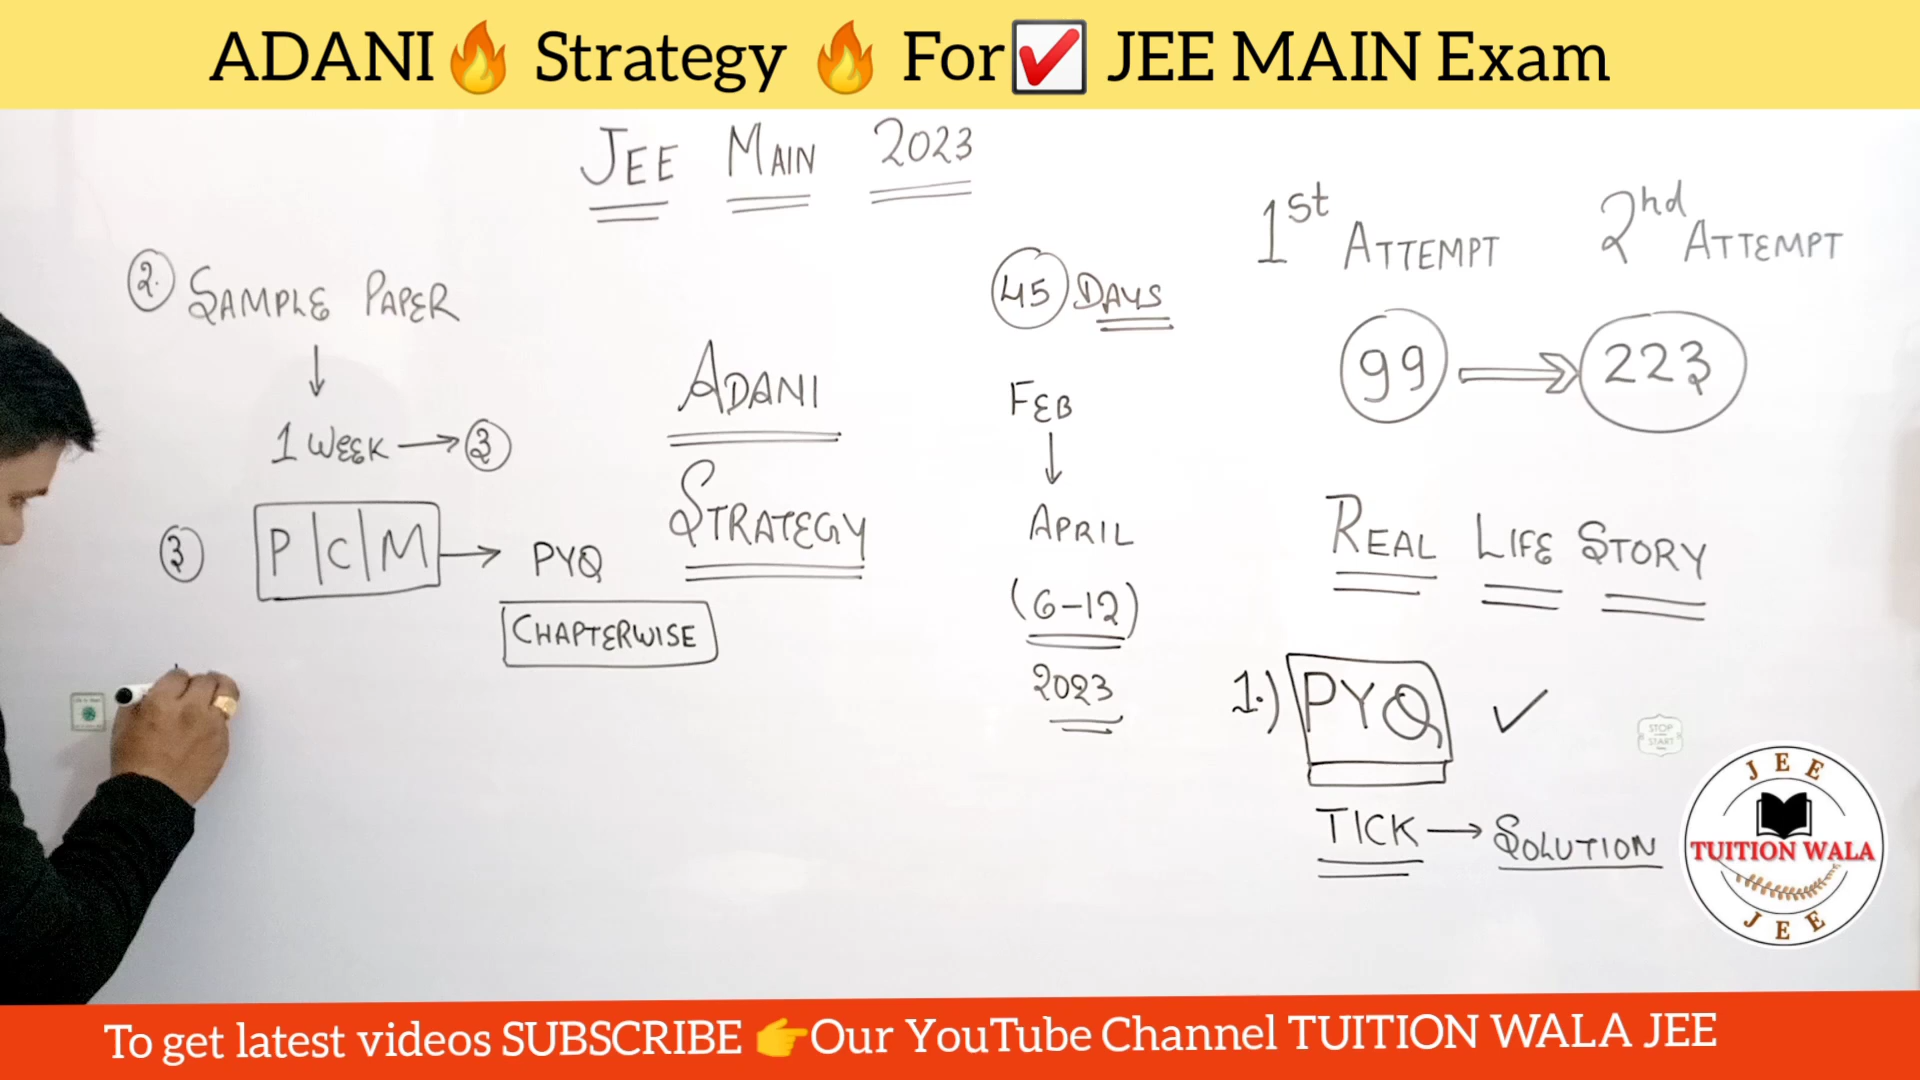 ADANI🔥 Strategy 🔥 For☑ JEE MAIN Exam
JEE MAIN 2023
2. SAMPLE PAPER
↓
1 WEEK → 3
3 P|C|M → PYQ
CHAPTERWISE
ADANI
STRATEGY
45 DAYS
FEB
↓
APRIL
(6-12)
2023
1st ATTEMPT 2nd ATTEMPT
99 ⇒ 223
REAL LIFE STORY
1.) PYQ ✓
TICK → SOLUTION
STOP
START
JEE
TUITION WALA
JEE
To get latest videos SUBSCRIBE 👉Our YouTube Channel TUITION WALA JEE